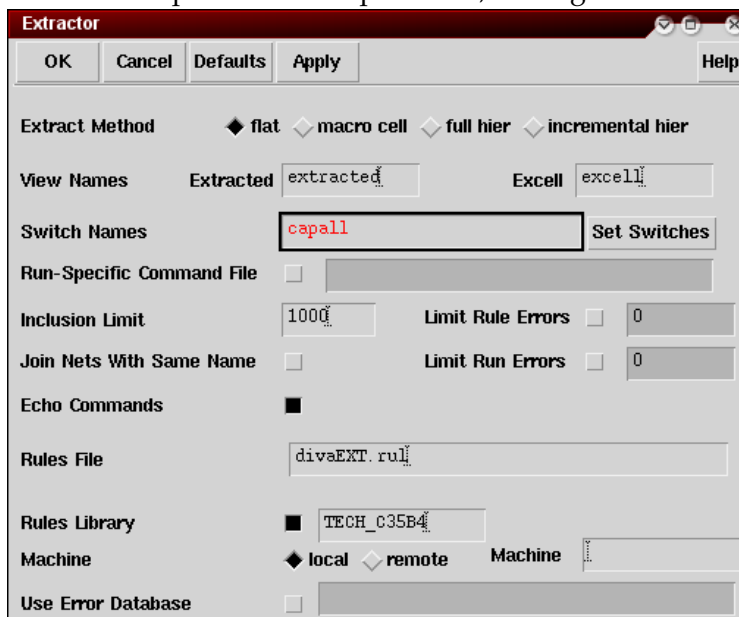 Extractor
OK Cancel Defaults Apply Help
Extract Method flat macro cell full hier incremental hier
View Names Extracted extracted Excell excell
Switch Names capall Set Switches
Run-Specific Command File
Inclusion Limit 1000 Limit Rule Errors 0
Join Nets With Same Name Limit Run Errors 0
Echo Commands
Rules File divaEXT.rul
Rules Library TECH_C35B4
Machine local remote Machine
Use Error Database